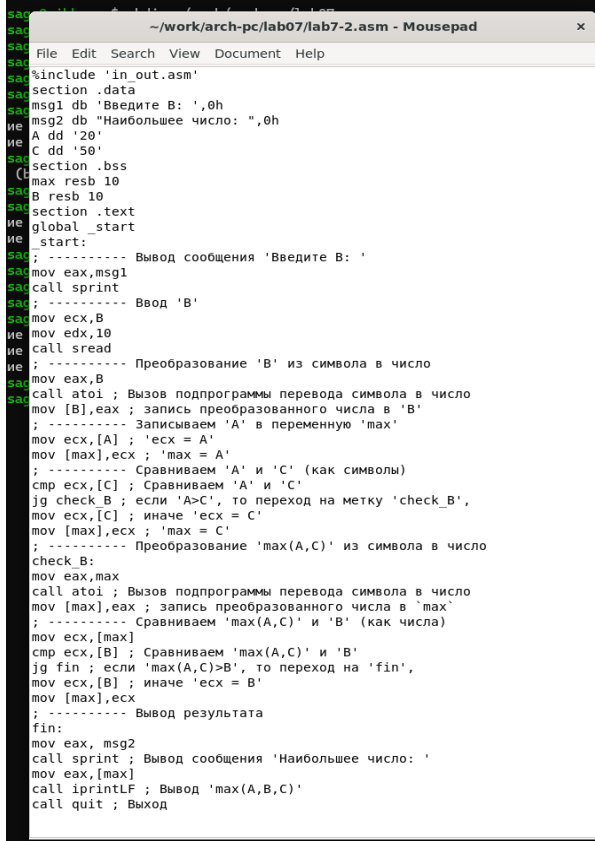 ~/work/arch-pc/lab07/lab7-2.asm - Mousepad
File Edit Search View Document Help
%include 'in_out.asm'
section .data
msg1 db 'Введите B: ',0h
msg2 db "Наибольшее число: ",0h
A dd '20'
C dd '50'
section .bss
max resb 10
B resb 10
section .text
global _start
_start:
; ---------- Вывод сообщения 'Введите B: '
mov eax,msg1
call sprint
; ---------- Ввод 'B'
mov ecx,B
mov edx,10
call sread
; ---------- Преобразование 'B' из символа в число
mov eax,B
call atoi ; Вызов подпрограммы перевода символа в число
mov [B],eax ; запись преобразованного числа в 'B'
; ---------- Записываем 'A' в переменную 'max'
mov ecx,[A] ; 'ecx = A'
mov [max],ecx ; 'max = A'
; ---------- Сравниваем 'A' и 'С' (как символы)
cmp ecx,[C] ; Сравниваем 'A' и 'С'
jg check_B ; если 'A>C', то переход на метку 'check_B',
mov ecx,[C] ; иначе 'ecx = C'
mov [max],ecx ; 'max = C'
; ---------- Преобразование 'max(A,C)' из символа в число
check_B:
mov eax,max
call atoi ; Вызов подпрограммы перевода символа в число
mov [max],eax ; запись преобразованного числа в `max`
; ---------- Сравниваем 'max(A,C)' и 'B' (как числа)
mov ecx,[max]
cmp ecx,[B] ; Сравниваем 'max(A,C)' и 'B'
jg fin ; если 'max(A,C)>B', то переход на 'fin',
mov ecx,[B] ; иначе 'ecx = B'
mov [max],ecx
; ---------- Вывод результата
fin:
mov eax, msg2
call sprint ; Вывод сообщения 'Наибольшее число: '
mov eax,[max]
call iprintLF ; Вывод 'max(A,B,C)'
call quit ; Выход